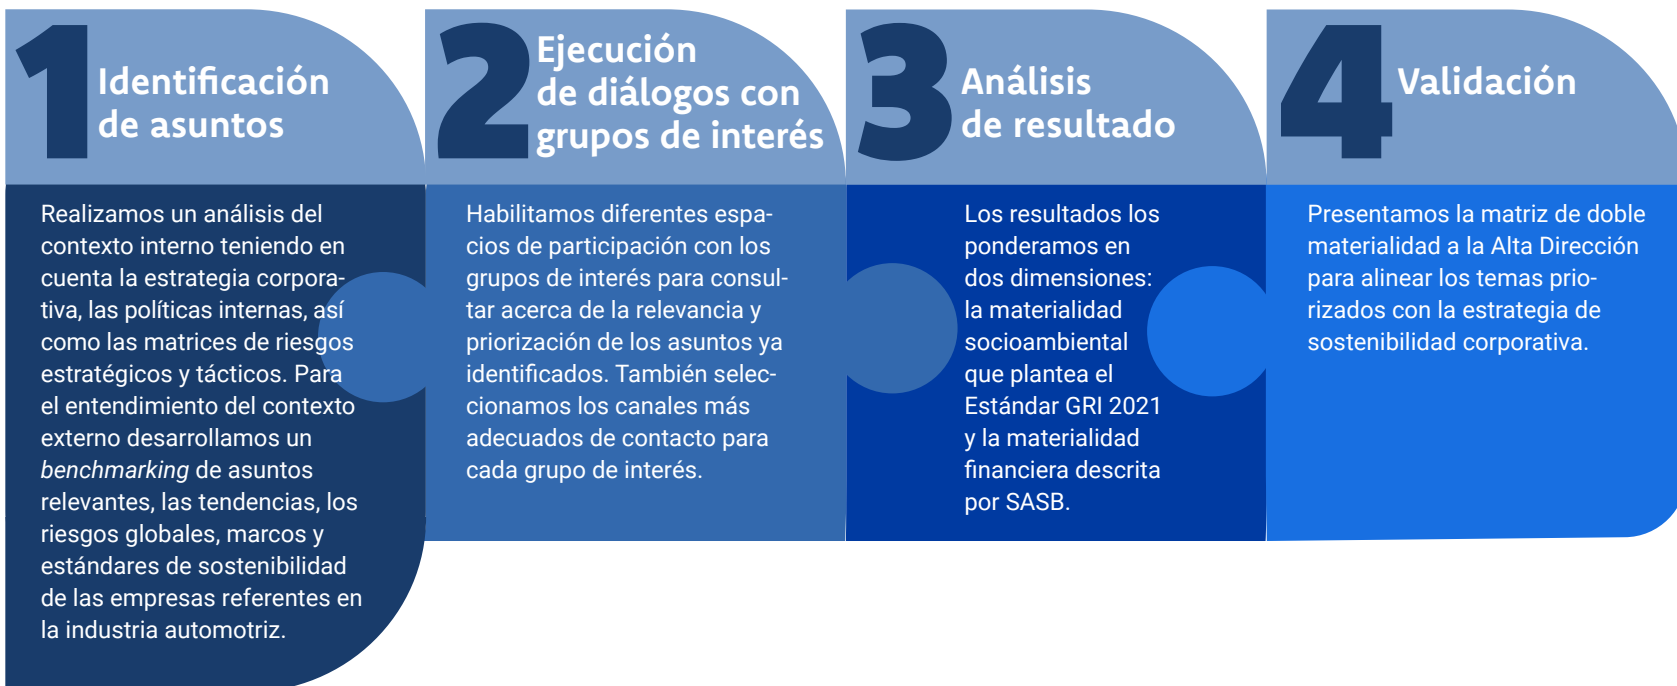 1 Identificación
de asuntos
Realizamos un análisis del
contexto interno teniendo en
cuenta la estrategia corpora-
tiva, las políticas internas, así
como las matrices de riesgos
estratégicos y tácticos. Para
el entendimiento del contexto
externo desarrollamos un
benchmarking de asuntos
relevantes, las tendencias, los
riesgos globales, marcos y
estándares de sostenibilidad
de las empresas referentes en
la industria automotriz.
2 Ejecución
de diálogos con
grupos de interés
Habilitamos diferentes espa-
cios de participación con los
grupos de interés para consul-
tar acerca de la relevancia y
priorización de los asuntos ya
identificados. También selec-
cionamos los canales más
adecuados de contacto para
cada grupo de interés.
3 Análisis
de resultado
Los resultados los
ponderamos en
dos dimensiones:
la materialidad
socioambiental
que plantea el
Estándar GRI 2021
y la materialidad
financiera descrita
por SASB.
4 Validación
Presentamos la matriz de doble
materialidad a la Alta Dirección
para alinear los temas prio-
rizados con la estrategia de
sostenibilidad corporativa.